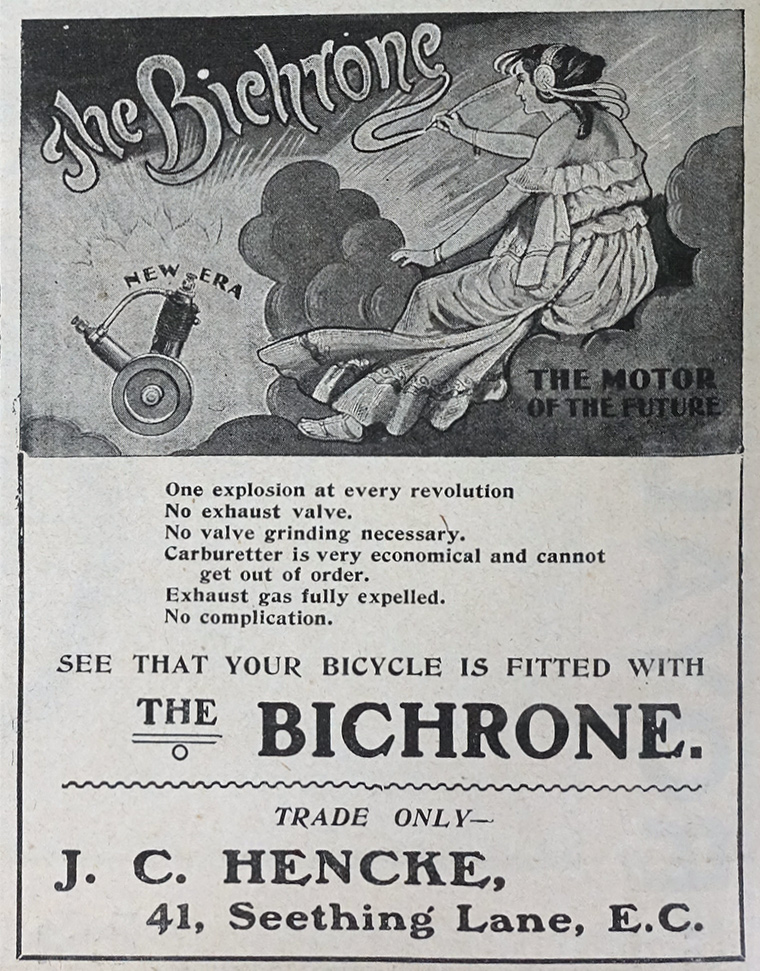 The Bichrone
NEW ERA
THE MOTOR
OF THE FUTURE
One explosion at every revolution
No exhaust valve.
No valve grinding necessary.
Carburetter is very economical and cannot
get out of order.
Exhaust gas fully expelled.
No complication.
SEE THAT YOUR BICYCLE IS FITTED WITH
THE BICHRONE.
TRADE ONLY—
J. C. HENCKE,
41, Seething Lane, E.C.